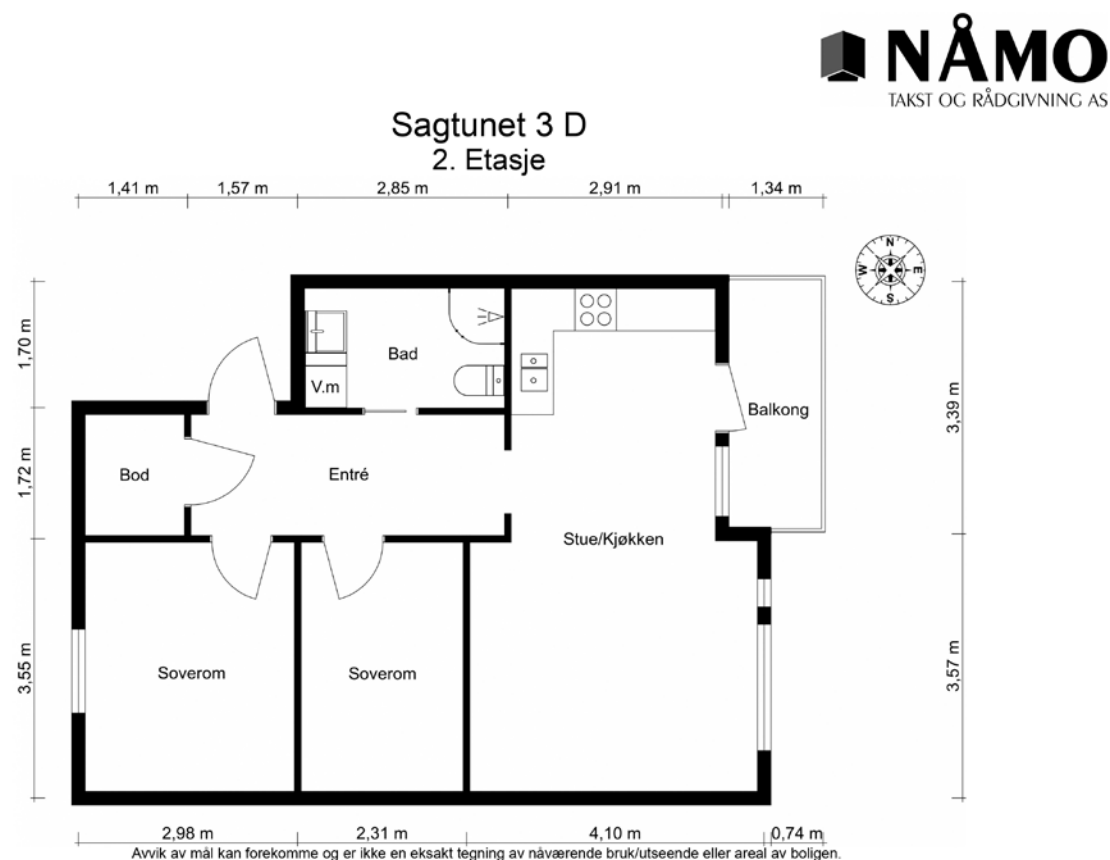 NÅMO
TAKST OG RÅDGIVNING AS
Sagtunet 3 D
2. Etasje
1,41 m 1,57 m 2,85 m 2,91 m 1,34 m
N
W E
S
1,70 m
Bad
V.m
Balkong
3,39 m
1,72 m
Bod
Entré
Stue/Kjøkken
3,55 m
Soverom
Soverom
3,57 m
2,98 m 2,31 m 4,10 m 0,74 m
Avvik av mål kan forekomme og er ikke en eksakt tegning av nåværende bruk/utseende eller areal av boligen.